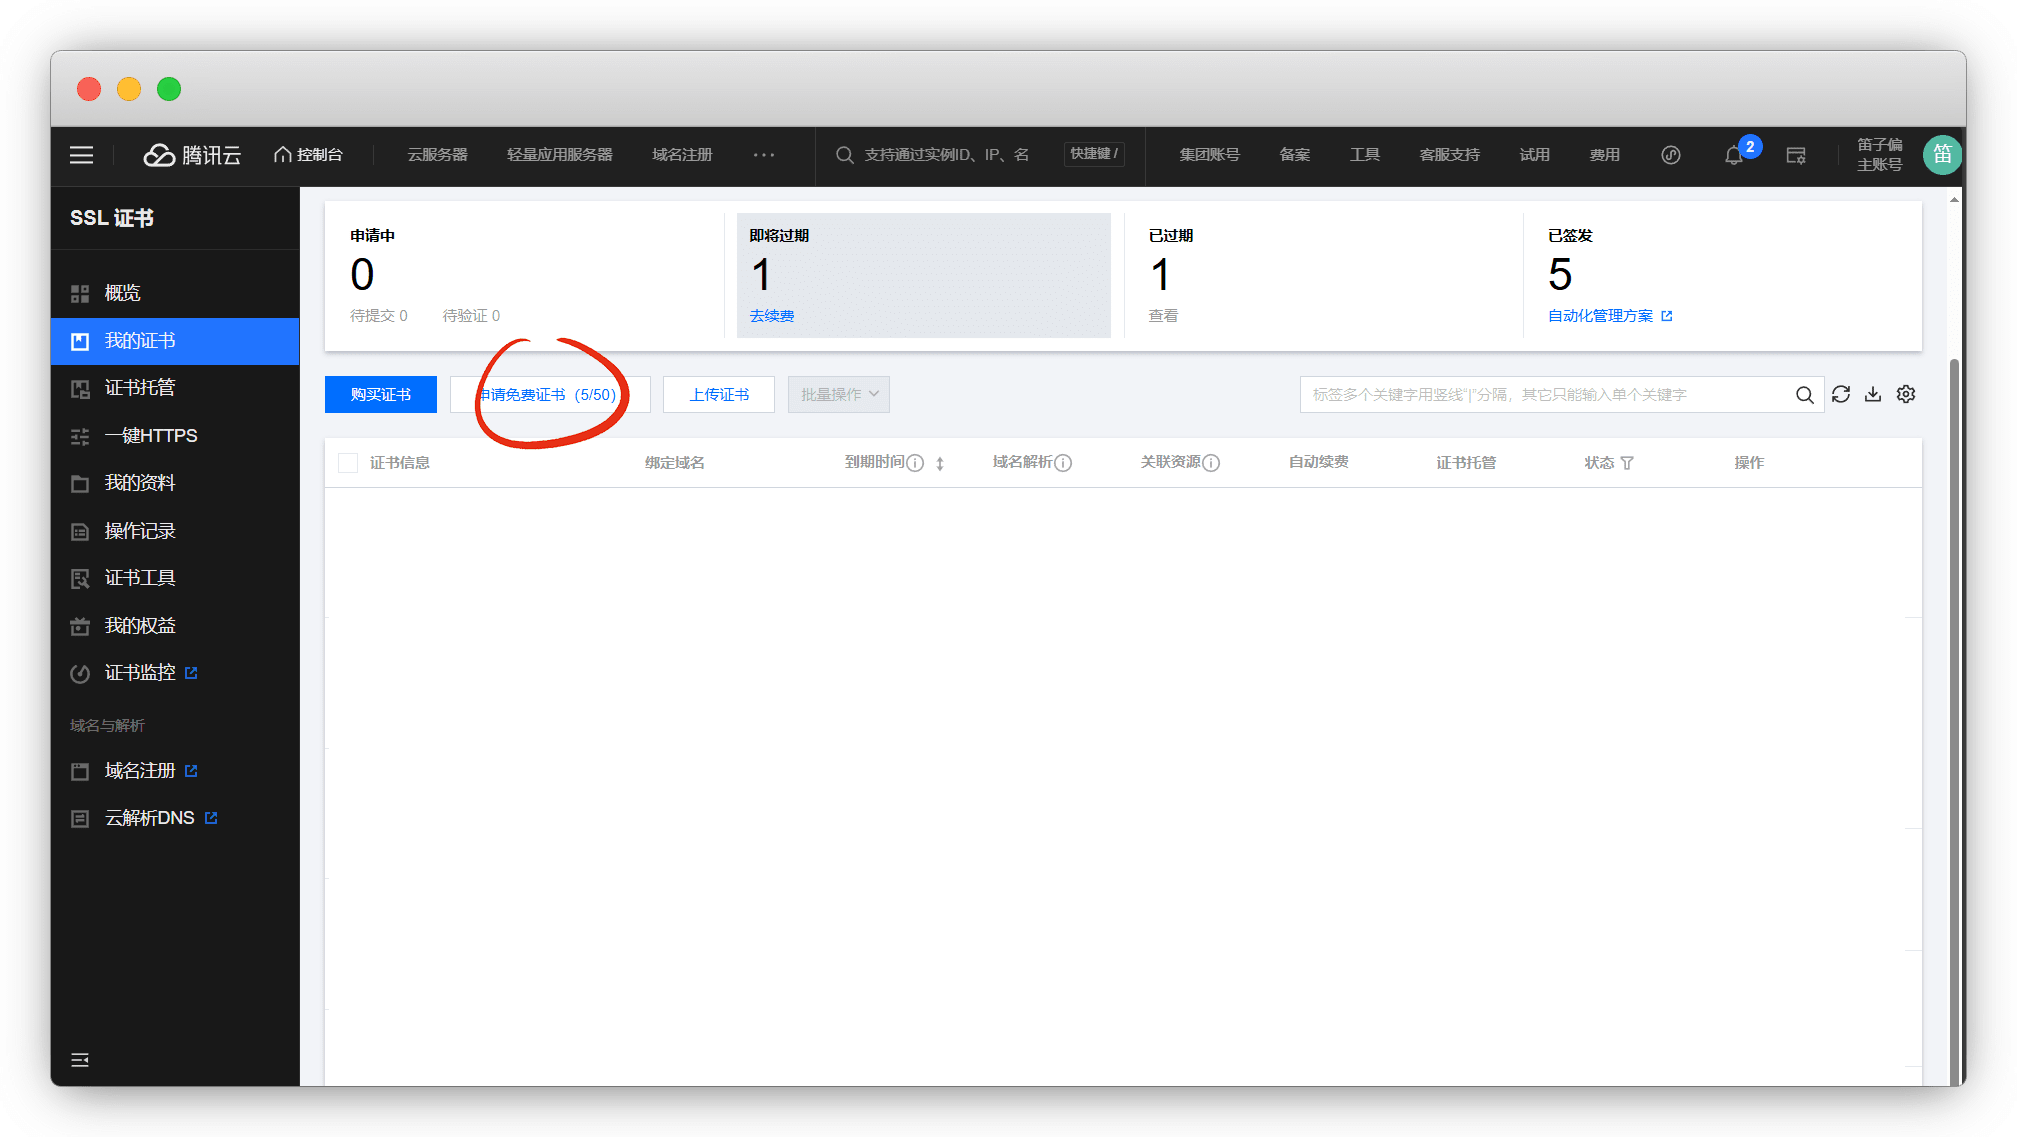 腾讯云
控制台
云服务器
轻量应用服务器
域名注册
···
支持通过实例ID、IP、名
快捷键 /
集团账号
备案
工具
客服支持
试用
费用
2
笛子偏
主账号
笛
SSL 证书
概览
我的证书
证书托管
一键HTTPS
我的资料
操作记录
证书工具
我的权益
证书监控
域名与解析
域名注册
云解析DNS
申请中
0
待提交 0 待验证 0
即将过期
1
去续费
已过期
1
查看
已签发
5
自动化管理方案
购买证书
申请免费证书（5/50）
上传证书
批量操作
标签多个关键字用竖线“|”分隔，其它只能输入单个关键字
证书信息
绑定域名
到期时间
域名解析
关联资源
自动续费
证书托管
状态
操作